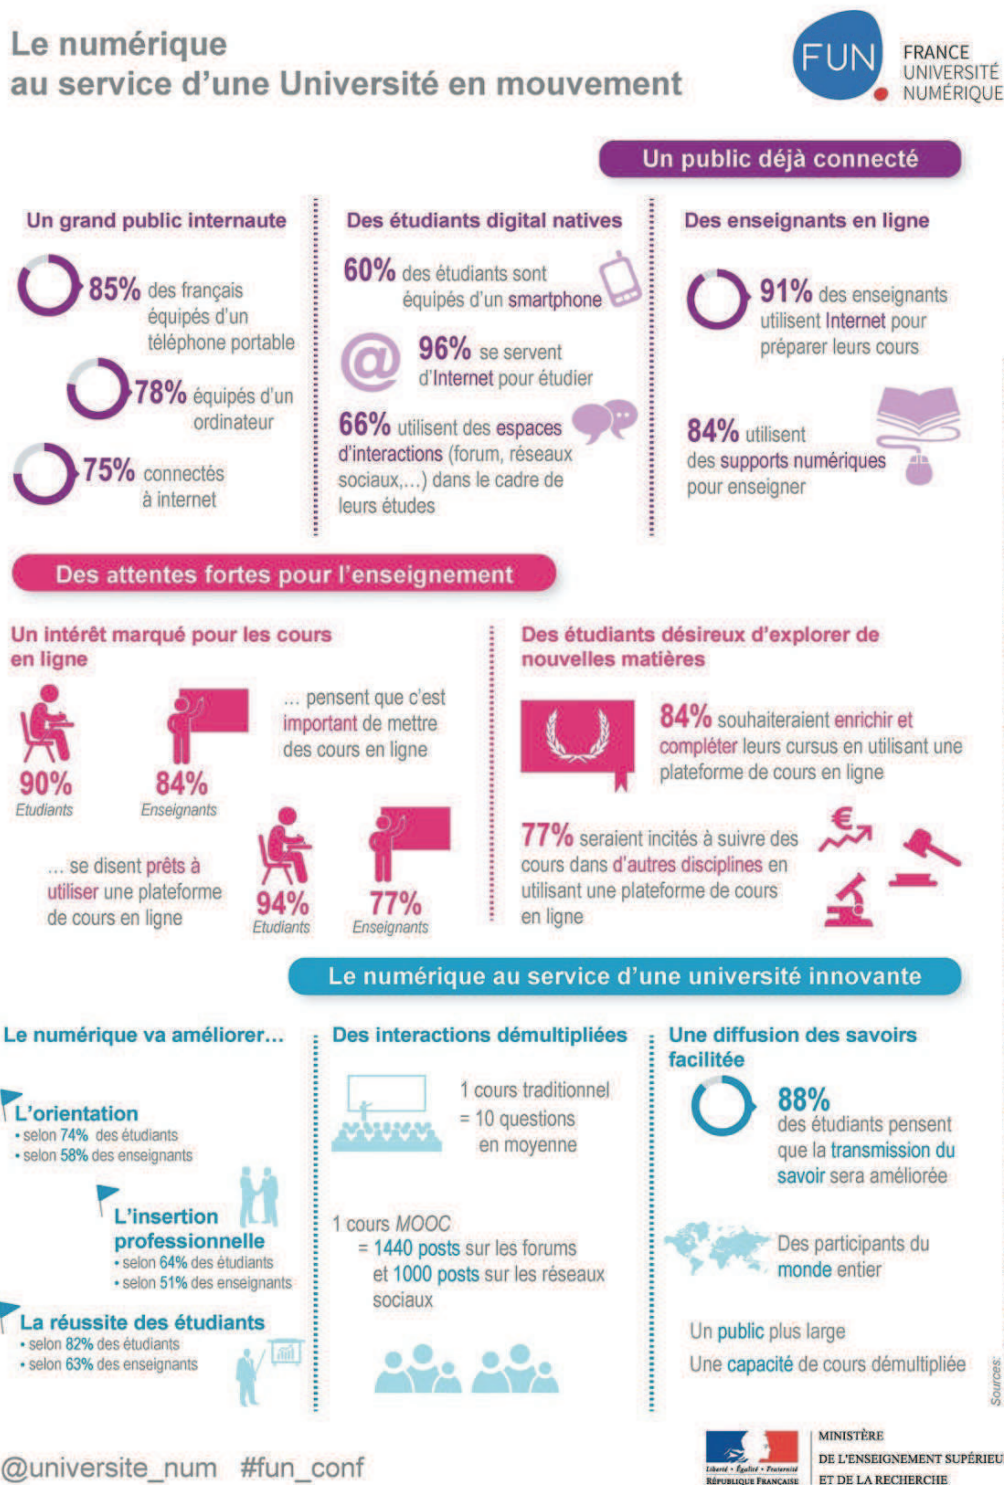 Le numérique
au service d'une Université en mouvement
FUN
FRANCE
UNIVERSITÉ
NUMÉRIQUE
Un public déjà connecté
Un grand public internaute
85% des français
équipés d'un
téléphone portable
78% équipés d'un
ordinateur
75% connectés
à internet
Des étudiants digital natives
60% des étudiants sont
équipés d'un smartphone
@
96% se servent
d'Internet pour étudier
66% utilisent des espaces
d'interactions (forum, réseaux
sociaux,...) dans le cadre de
leurs études
Des enseignants en ligne
91% des enseignants
utilisent Internet pour
préparer leurs cours
84% utilisent
des supports numériques
pour enseigner
Des attentes fortes pour l'enseignement
Un intérêt marqué pour les cours
en ligne
90%
Etudiants
84%
Enseignants
... pensent que c'est
important de mettre
des cours en ligne
... se disent prêts à
utiliser une plateforme
de cours en ligne
94%
Etudiants
77%
Enseignants
Des étudiants désireux d'explorer de
nouvelles matières
84% souhaiteraient enrichir et
compléter leurs cursus en utilisant une
plateforme de cours en ligne
77% seraient incités à suivre des
cours dans d'autres disciplines en
utilisant une plateforme de cours
en ligne
€
Le numérique au service d'une université innovante
Le numérique va améliorer...
L'orientation
• selon 74% des étudiants
• selon 58% des enseignants
L'insertion
professionnelle
• selon 64% des étudiants
• selon 51% des enseignants
La réussite des étudiants
• selon 82% des étudiants
• selon 63% des enseignants
Des interactions démultipliées
1 cours traditionnel
= 10 questions
en moyenne
1 cours MOOC
= 1440 posts sur les forums
et 1000 posts sur les réseaux
sociaux
Une diffusion des savoirs
facilitée
88%
des étudiants pensent
que la transmission du
savoir sera améliorée
Des participants du
monde entier
Un public plus large
Une capacité de cours démultipliée
Sources:
@universite_num #fun_conf
Liberté • Égalité • Fraternité
RÉPUBLIQUE FRANÇAISE
MINISTÈRE
DE L'ENSEIGNEMENT SUPÉRIEU
ET DE LA RECHERCHE